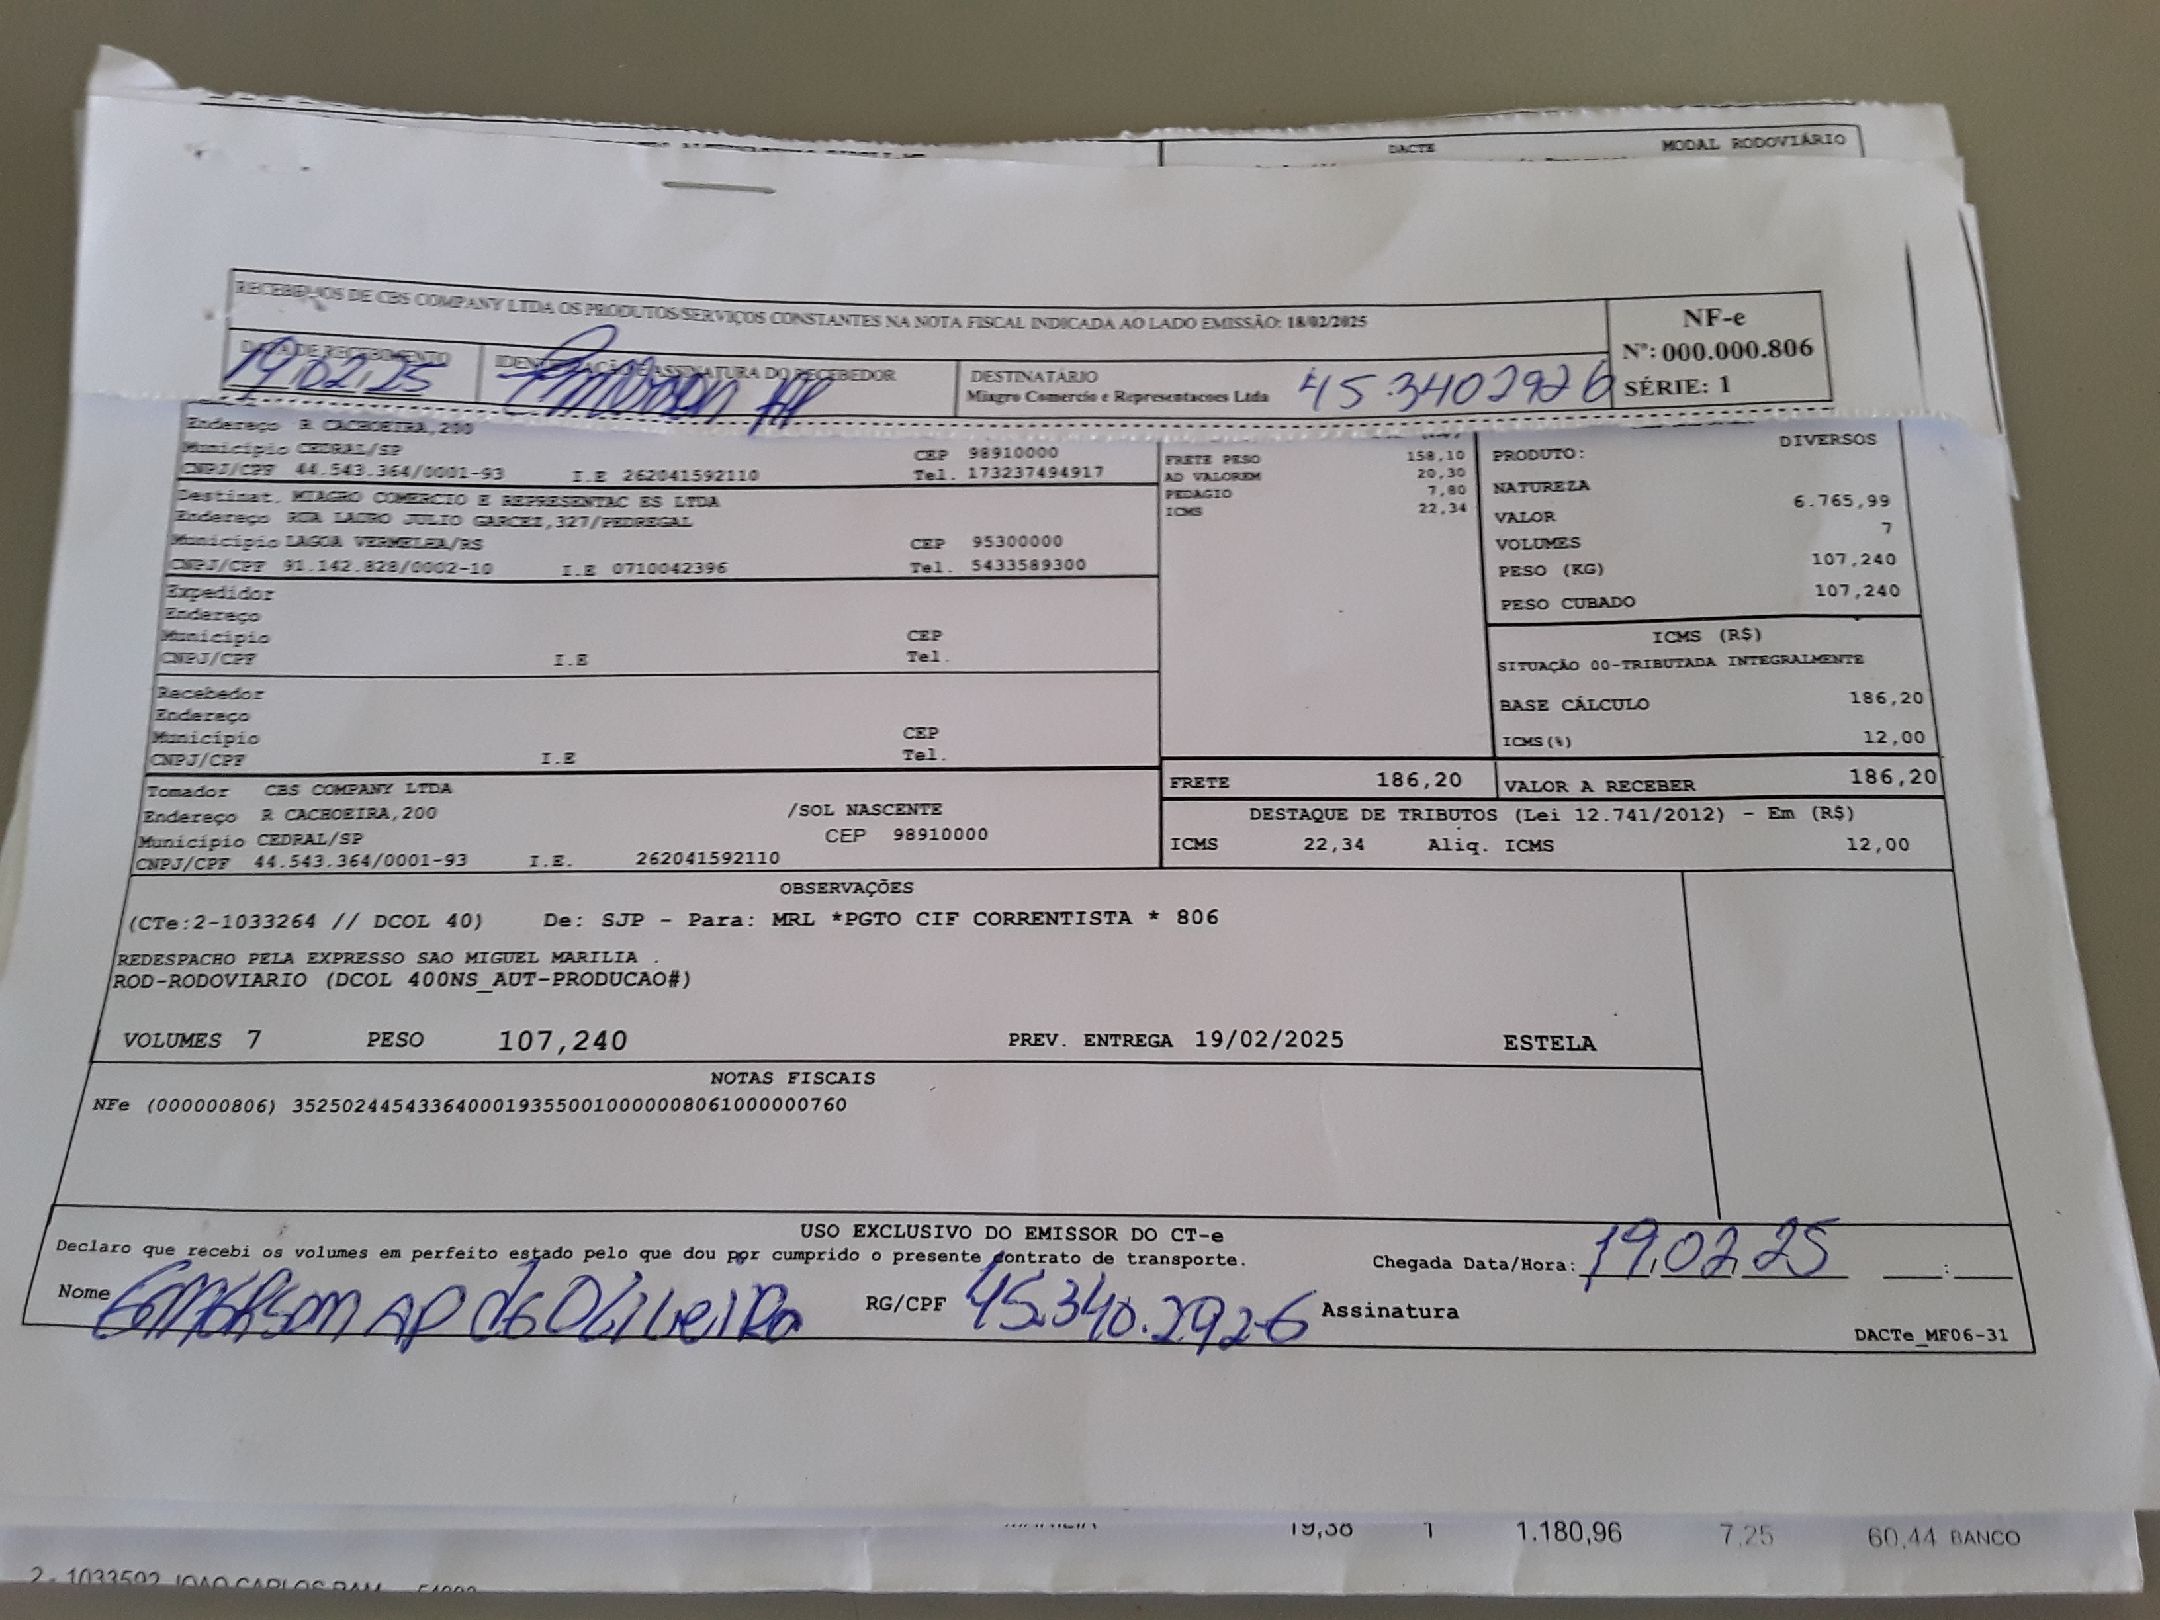 DACTE MODAL RODOVIÁRIO
RECEBEMOS DE CBS COMPANY LTDA OS PRODUTOS/SERVIÇOS CONSTANTES NA NOTA FISCAL INDICADA AO LADO EMISSÃO: 18/02/2025
NF-e
Nº: 000.000.806
SÉRIE: 1
DATA DE RECEBIMENTO
19.02.25
IDENTIFICAÇÃO E ASSINATURA DO RECEBEDOR
DESTINATÁRIO
Miagro Comercio e Representacoes Ltda
45.3402926
Endereço R CACHOEIRA,200
Município CEDRAL/SP CEP 98910000
CNPJ/CPF 44.543.364/0001-93 I.E 262041592110 Tel. 173237494917
Destinat. MIAGRO COMERCIO E REPRESENTAC ES LTDA
Endereço RUA LAURO JULIO GARCEZ,327/PEDREGAL
Município LAGOA VERMELHA/RS CEP 95300000
CNPJ/CPF 91.142.828/0002-10 I.E 0710042396 Tel. 5433589300
Expedidor
Endereço
Município CEP
CNPJ/CPF I.E Tel.
Recebedor
Endereço
Município CEP
CNPJ/CPF I.E Tel.
Tomador CBS COMPANY LTDA
Endereço R CACHOEIRA,200 /SOL NASCENTE
Município CEDRAL/SP CEP 98910000
CNPJ/CPF 44.543.364/0001-93 I.E. 262041592110
FRETE PESO 158,10
AD VALOREM 20,30
PEDAGIO 7,80
ICMS 22,34
FRETE 186,20
PRODUTO: DIVERSOS
NATUREZA
VALOR 6.765,99
VOLUMES 7
PESO (KG) 107,240
PESO CUBADO 107,240
ICMS (R$)
SITUAÇÃO 00-TRIBUTADA INTEGRALMENTE
BASE CÁLCULO 186,20
ICMS(%) 12,00
VALOR A RECEBER 186,20
DESTAQUE DE TRIBUTOS (Lei 12.741/2012) - Em (R$)
ICMS 22,34 Aliq. ICMS 12,00
OBSERVAÇÕES
(CTe:2-1033264 // DCOL 40) De: SJP - Para: MRL *PGTO CIF CORRENTISTA * 806
REDESPACHO PELA EXPRESSO SAO MIGUEL MARILIA .
ROD-RODOVIARIO (DCOL 400NS_AUT-PRODUCAO#)
VOLUMES 7 PESO 107,240 PREV. ENTREGA 19/02/2025 ESTELA
NOTAS FISCAIS
NFe (000000806) 35250244543364000193550010000008061000000760
USO EXCLUSIVO DO EMISSOR DO CT-e
Declaro que recebi os volumes em perfeito estado pelo que dou por cumprido o presente contrato de transporte. Chegada Data/Hora: 19.02.25 __:__
Nome Emerson AP de Oliveira RG/CPF 45.340.292-6 Assinatura
DACTe_MF06-31
19,38 1 1.180,96 7,25 60,44 BANCO
2 - 1033502 JOAO CARLOS RAM